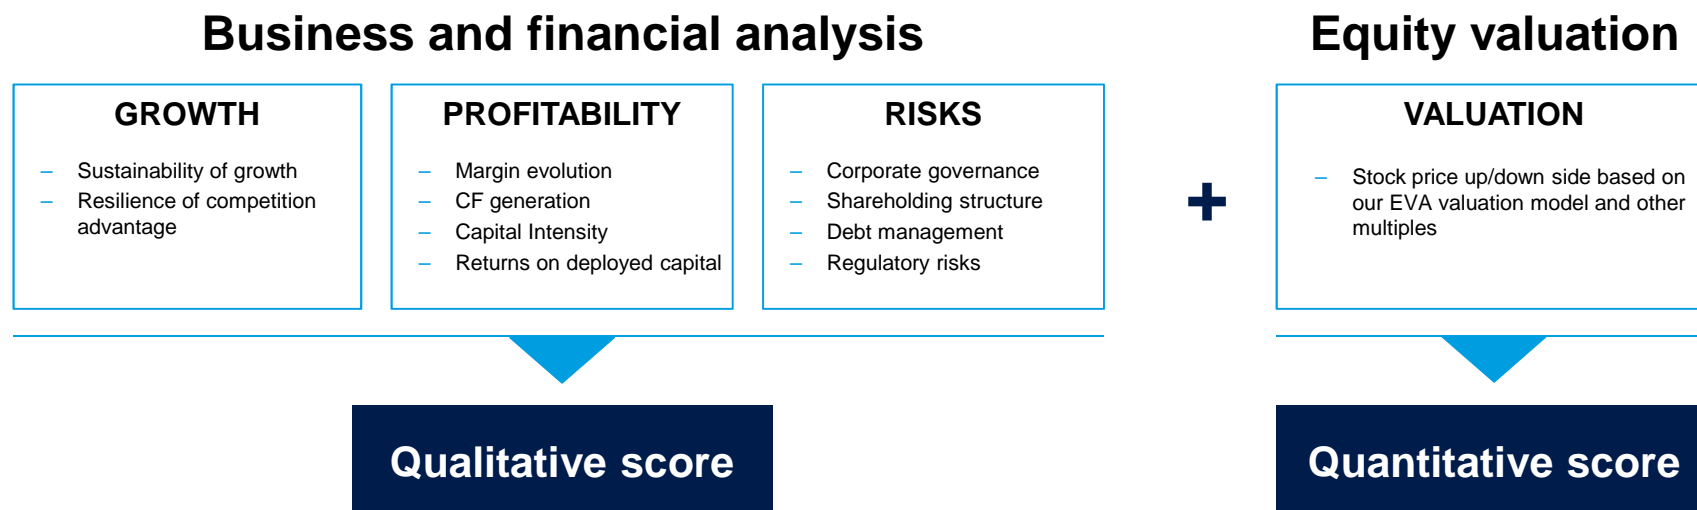 Business and financial analysis
Equity valuation
GROWTH
– Sustainability of growth
– Resilience of competition
advantage
PROFITABILITY
– Margin evolution
– CF generation
– Capital Intensity
– Returns on deployed capital
RISKS
– Corporate governance
– Shareholding structure
– Debt management
– Regulatory risks
+
VALUATION
– Stock price up/down side based on
our EVA valuation model and other
multiples
Qualitative score
Quantitative score